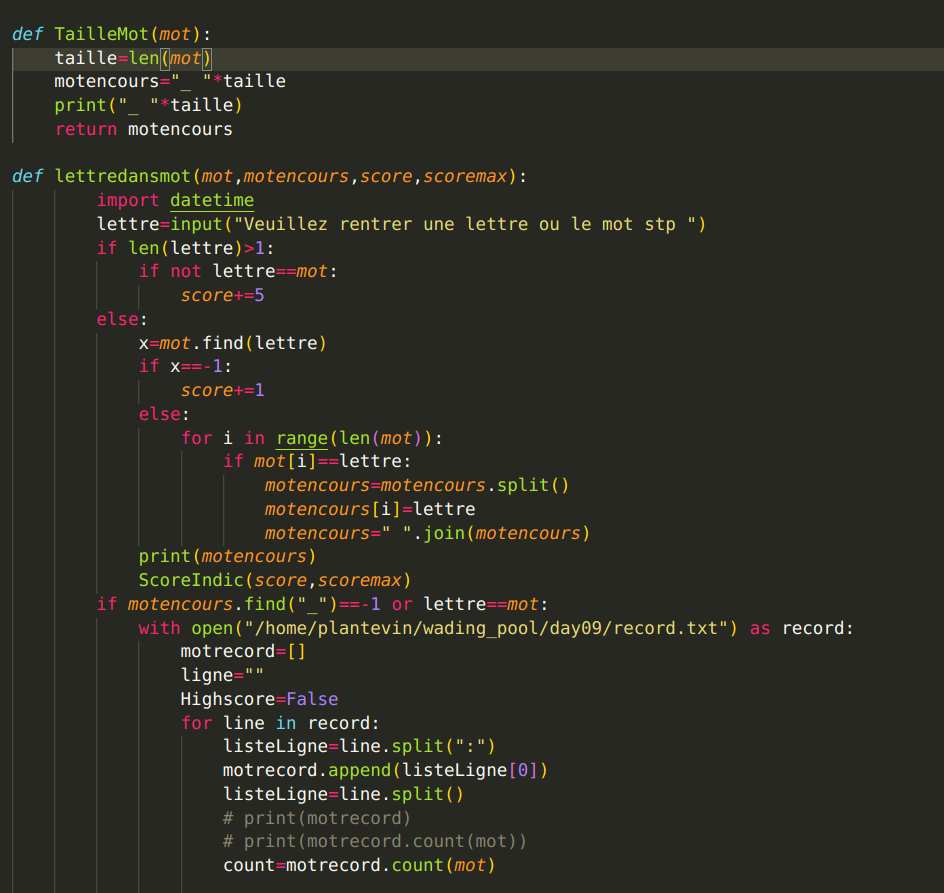 def TailleMot(mot):
    taille=len(mot)
    motencours="_ "*taille
    print("_ "*taille)
    return motencours

def lettredansmot(mot,motencours,score,scoremax):
        import datetime
        lettre=input("Veuillez rentrer une lettre ou le mot stp ")
        if len(lettre)>1:
            if not lettre==mot:
                score+=5
        else:
            x=mot.find(lettre)
            if x==-1:
                score+=1
            else:
                for i in range(len(mot)):
                    if mot[i]==lettre:
                        motencours=motencours.split()
                        motencours[i]=lettre
                        motencours=" ".join(motencours)
            print(motencours)
            ScoreIndic(score,scoremax)
        if motencours.find("_")==-1 or lettre==mot:
            with open("/home/plantevin/wading_pool/day09/record.txt") as record:
                motrecord=[]
                ligne=""
                Highscore=False
                for line in record:
                    listeLigne=line.split(":")
                    motrecord.append(listeLigne[0])
                    listeLigne=line.split()
                    # print(motrecord)
                    # print(motrecord.count(mot))
                    count=motrecord.count(mot)